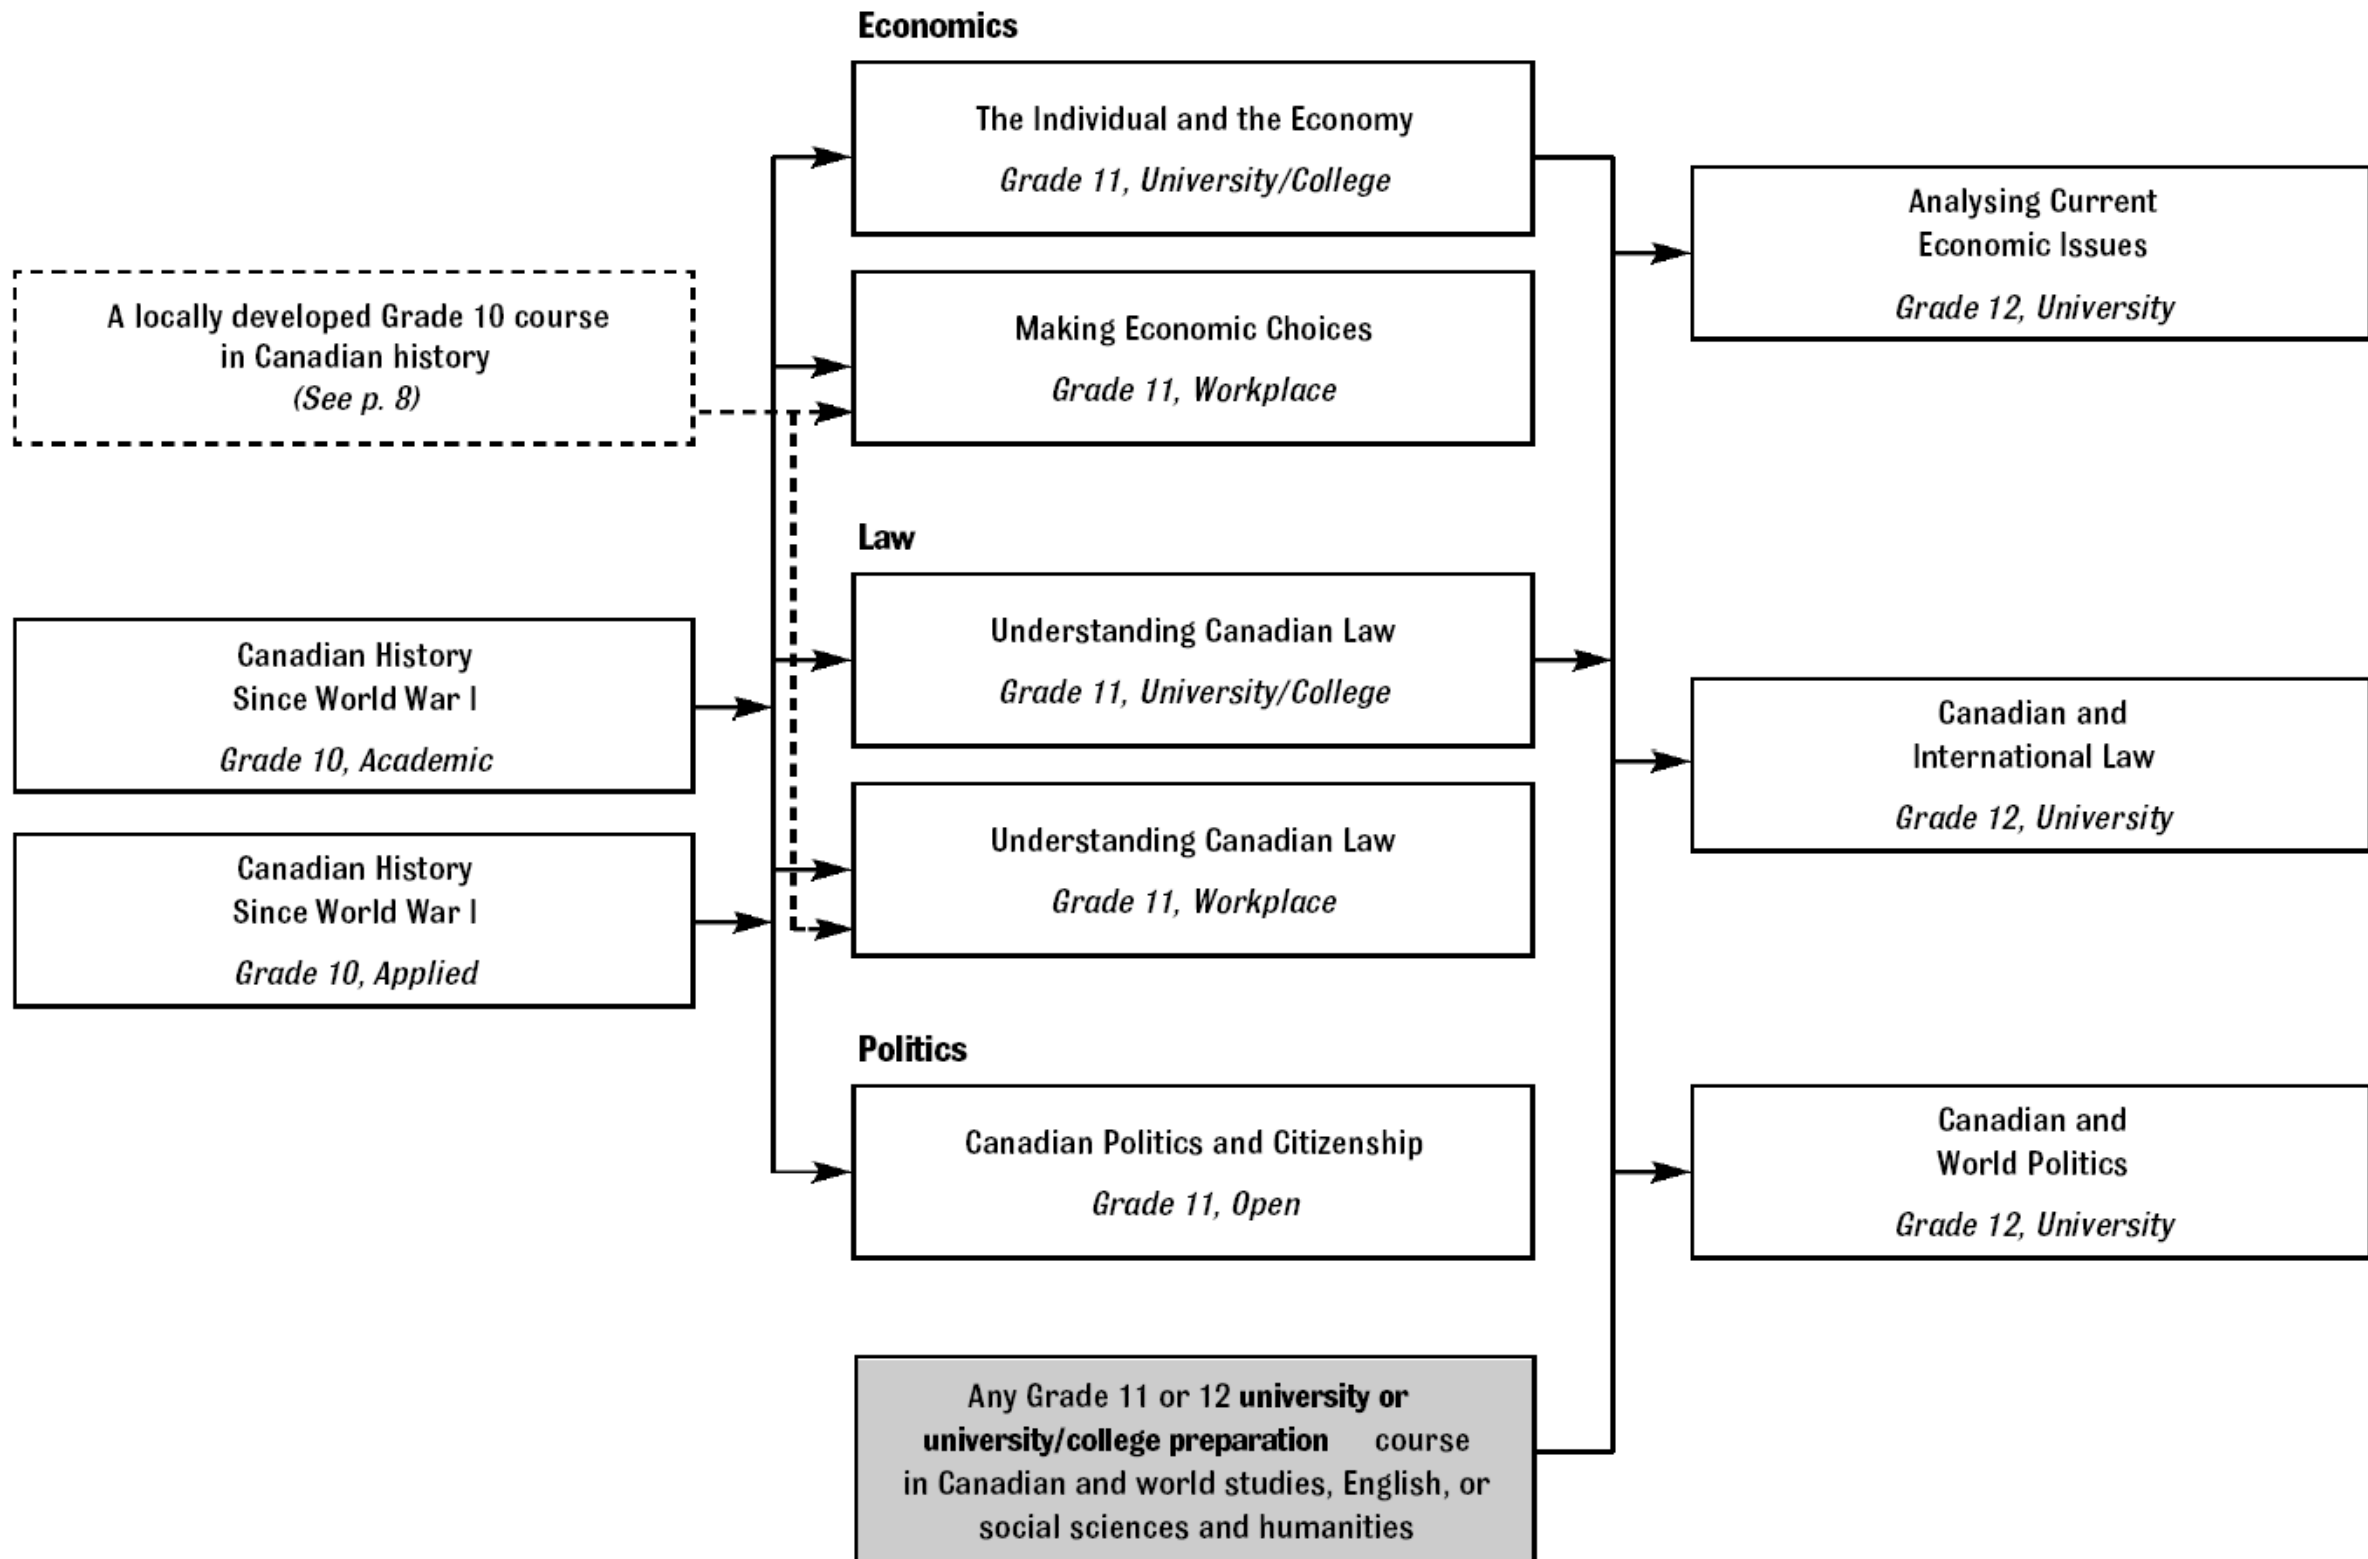 Economics
The Individual and the Economy
Grade 11, University/College
Making Economic Choices
Grade 11, Workplace
A locally developed Grade 10 course
in Canadian history
(See p. 8)
Law
Understanding Canadian Law
Grade 11, University/College
Understanding Canadian Law
Grade 11, Workplace
Canadian History
Since World War I
Grade 10, Academic
Canadian History
Since World War I
Grade 10, Applied
Politics
Canadian Politics and Citizenship
Grade 11, Open
Any Grade 11 or 12 university or
university/college preparation course
in Canadian and world studies, English, or
social sciences and humanities
Analysing Current
Economic Issues
Grade 12, University
Canadian and
International Law
Grade 12, University
Canadian and
World Politics
Grade 12, University